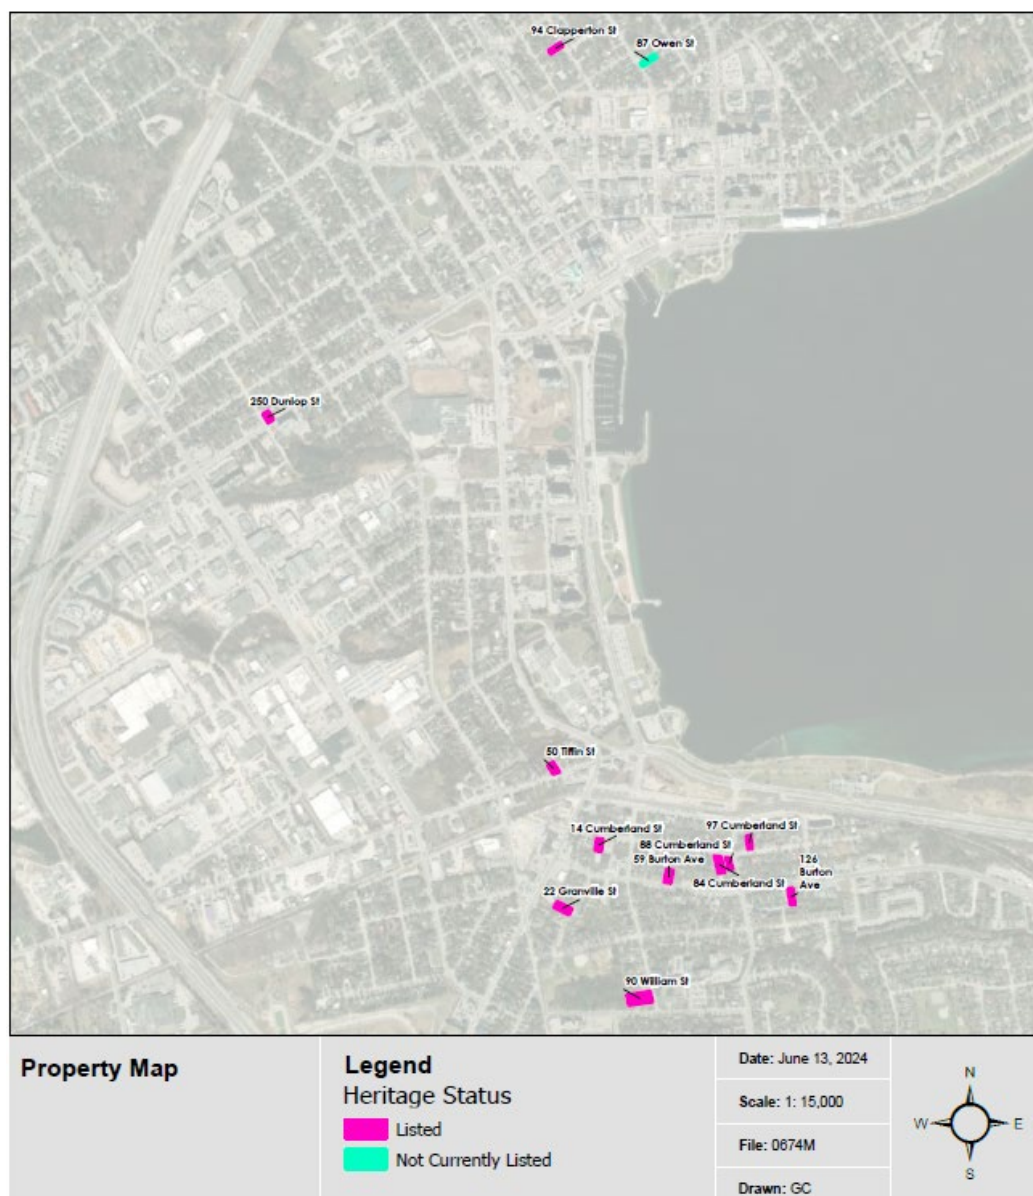 94 Clapperton St
87 Owen St
250 Dunlop St
50 Tiffin St
14 Cumberland St
97 Cumberland St
88 Cumberland St
59 Burton Ave
84 Cumberland St
126
Burton
Ave
22 Granville St
90 William St
Property Map
Legend
Heritage Status
Listed
Not Currently Listed
Date: June 13, 2024
Scale: 1: 15,000
File: 0674M
Drawn: GC
N
W
E
S